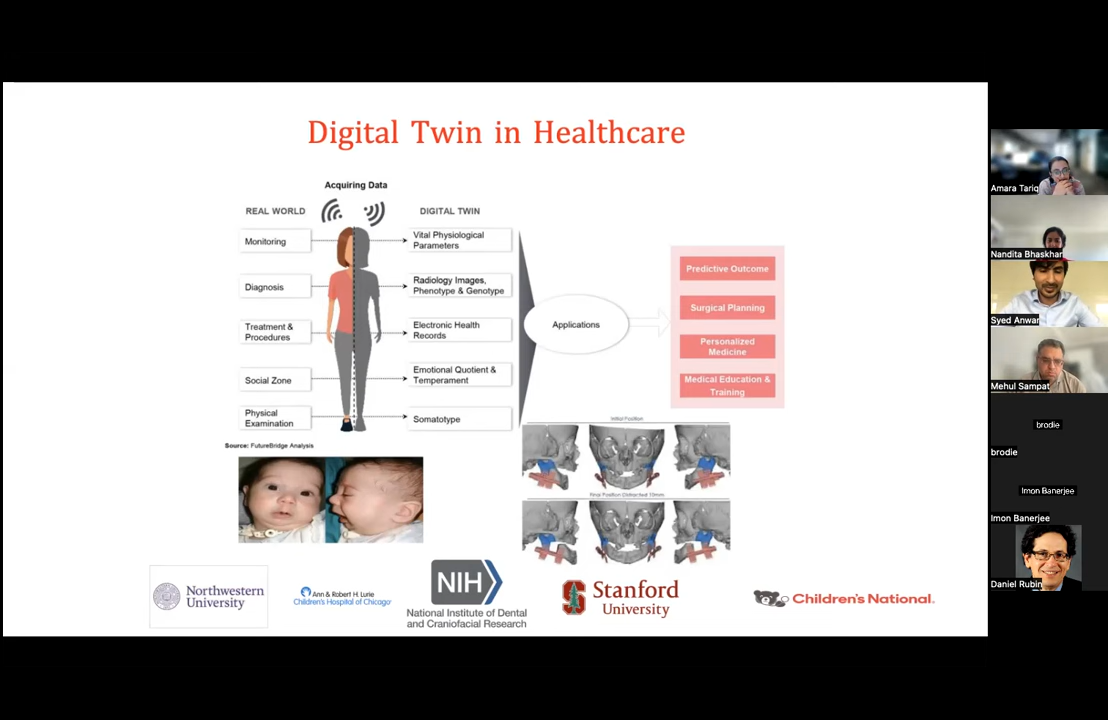 Digital Twin in Healthcare
Acquiring Data
REAL WORLD
DIGITAL TWIN
Monitoring
Diagnosis
Treatment &
Procedures
Social Zone
Physical
Examination
Vital Physiological
Parameters
Radiology Images,
Phenotype & Genotype
Electronic Health
Records
Emotional Quotient &
Temperament
Somatotype
Applications
Predictive Outcome
Surgical Planning
Personalized
Medicine
Medical Education &
Training
Source: FutureBridge Analysis
Initial Position
Final Position Distracted 10mm
Northwestern
University
Ann & Robert H. Lurie
Children's Hospital of Chicago
NIH
National Institute of Dental
and Craniofacial Research
Stanford
University
Children's National.
Amara Tariq
Nandita Bhaskhar
Syed Anwar
Mehul Sampat
brodie
brodie
Imon Banerjee
Imon Banerjee
Daniel Rubin